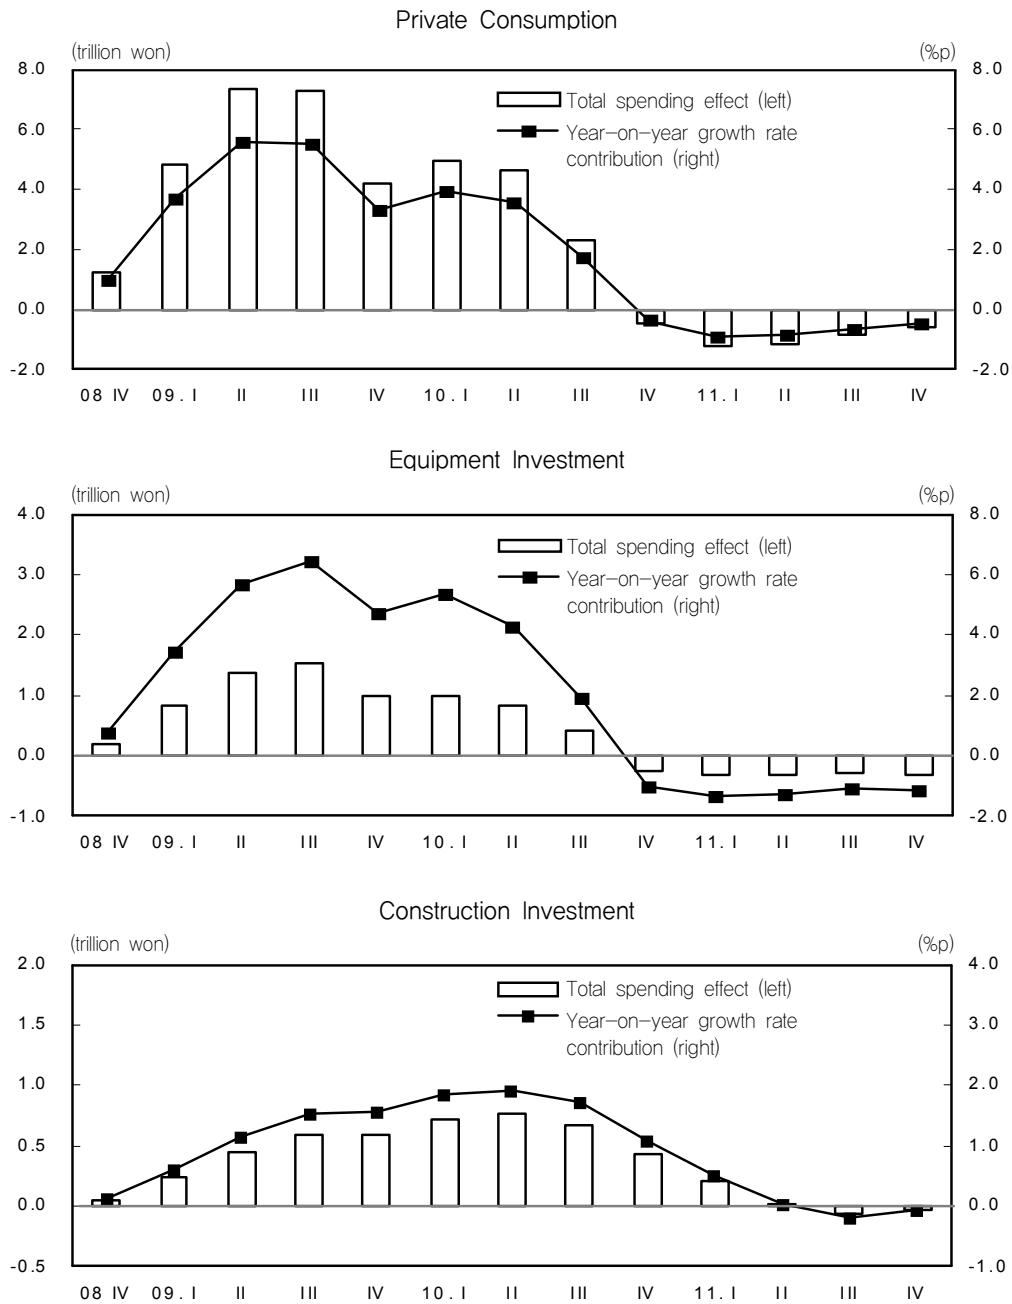 Private Consumption
(trillion won) (%p)
8.0 8.0
Total spending effect (left)
6.0 Year-on-year growth rate 6.0
contribution (right)
4.0 4.0
2.0 2.0
0.0 0.0
-2.0 -2.0
08 IV 09. I II III IV 10. I II III IV 11. I II III IV
Equipment Investment
(trillion won) (%p)
4.0 8.0
Total spending effect (left)
3.0 Year-on-year growth rate 6.0
contribution (right)
2.0 4.0
1.0 2.0
0.0 0.0
-1.0 -2.0
08 IV 09. I II III IV 10. I II III IV 11. I II III IV
Construction Investment
(trillion won) (%p)
2.0 4.0
Total spending effect (left)
1.5 Year-on-year growth rate 3.0
contribution (right)
1.0 2.0
0.5 1.0
0.0 0.0
-0.5 -1.0
08 IV 09. I II III IV 10. I II III IV 11. I II III IV